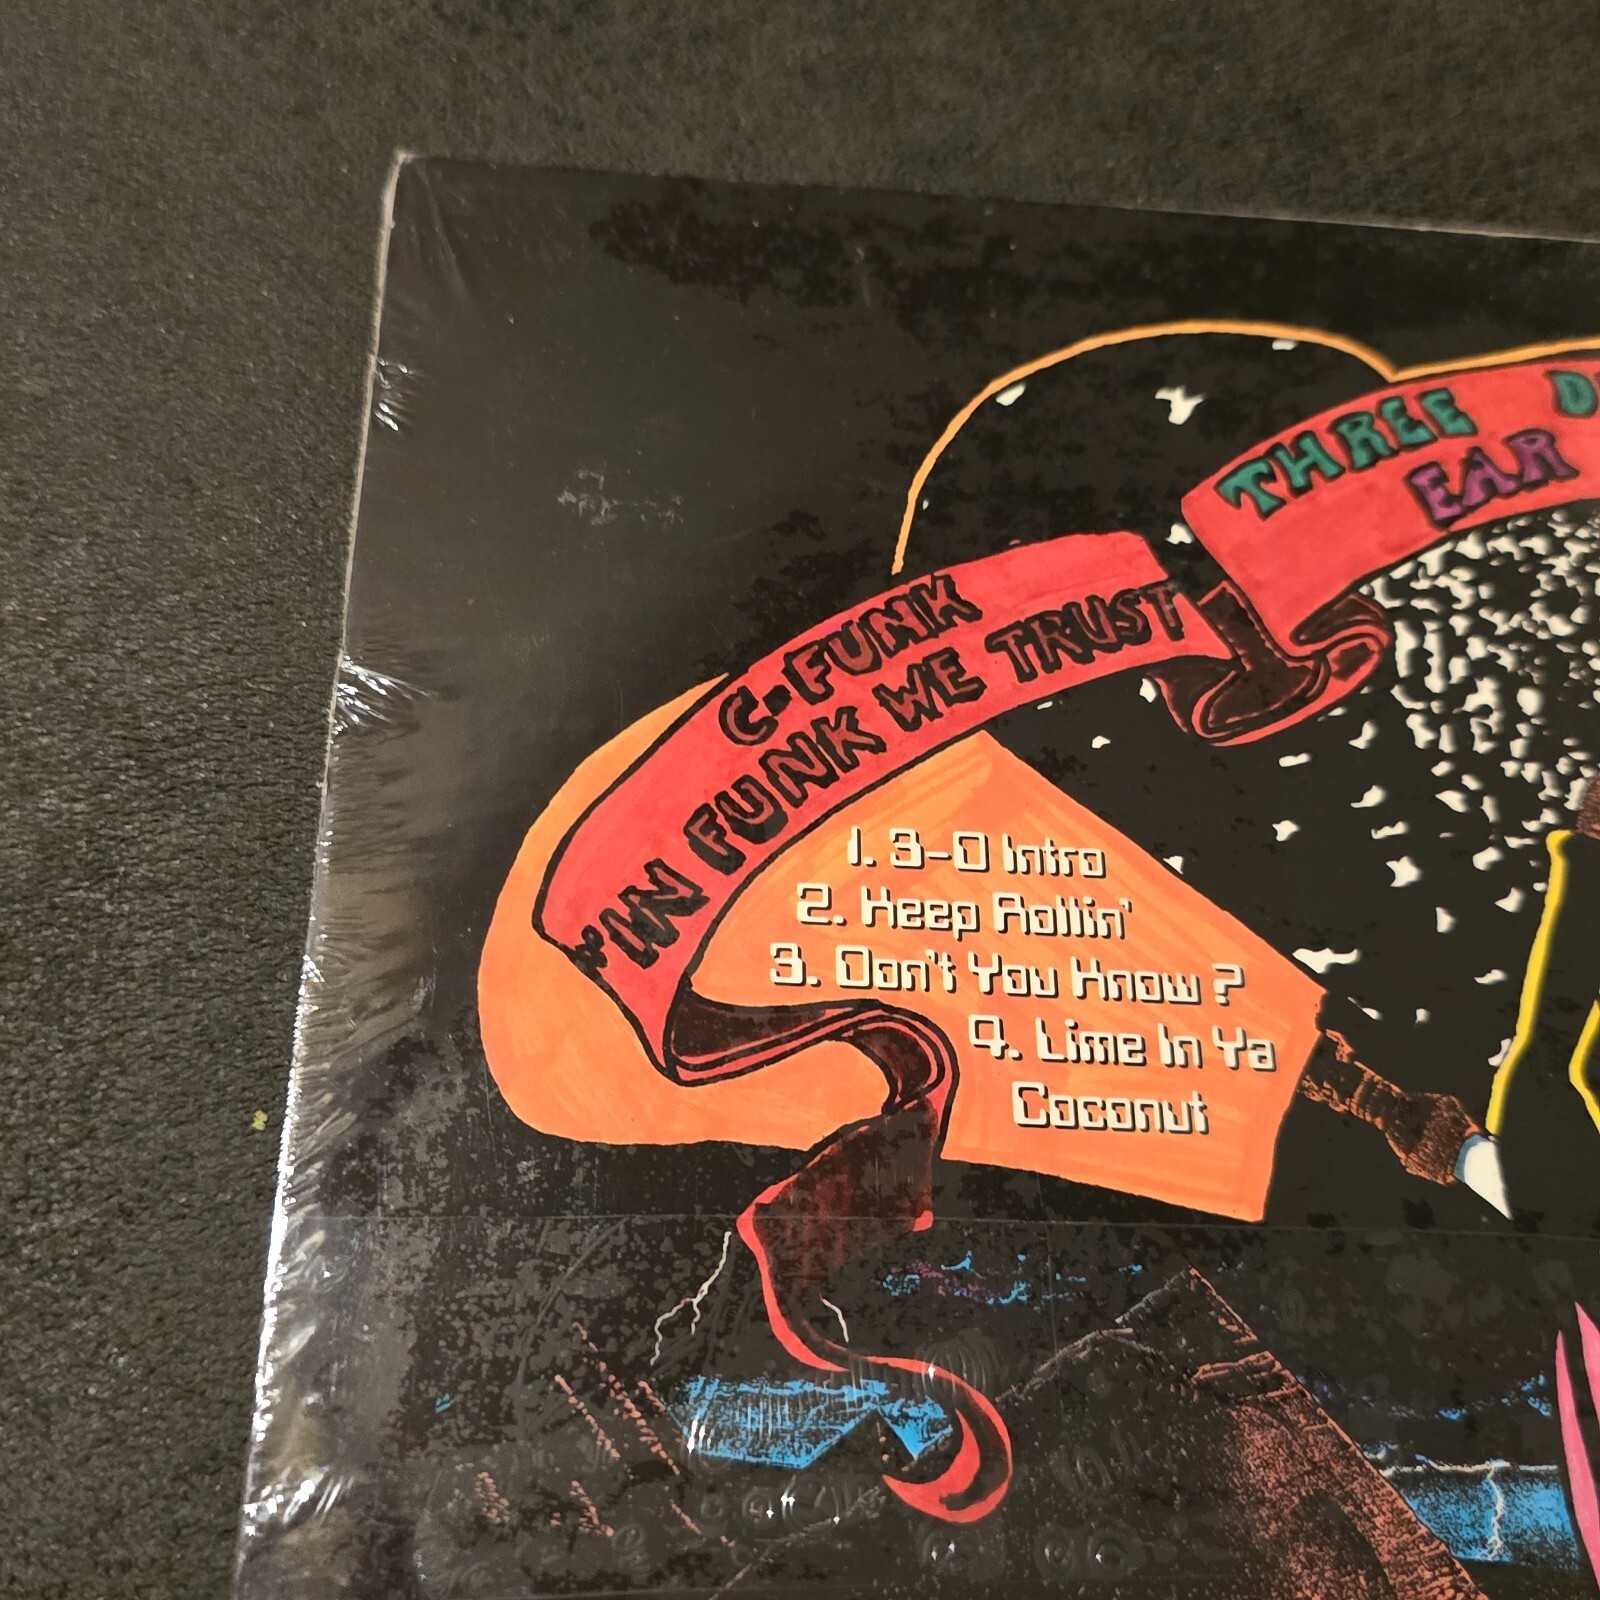 THREE
EAR
C-FUNK
"IN FUNK WE TRUST
1. 3-D Intro
2. Keep Rollin'
3. Don't You Know ?
4. Lime In Ya
Coconut